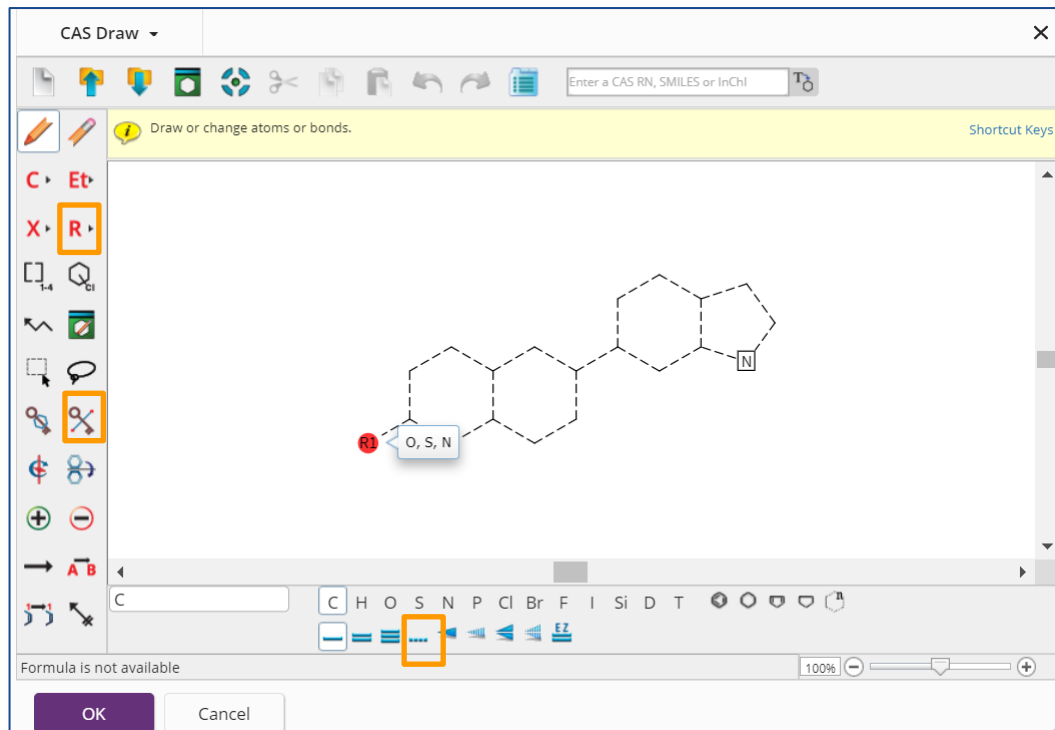 CAS Draw
Enter a CAS RN, SMILES or InChI
Draw or change atoms or bonds.
Shortcut Keys
C Et
X R
1-4
Cl
N
R1
O, S, N
A B
C
C H O S N P Cl Br F I Si D T
n
EZ
Formula is not available
100%
OK
Cancel